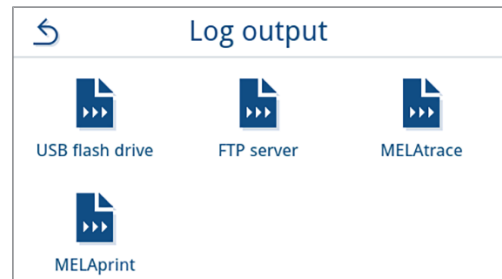 Log output
USB flash drive
FTP server
MELAtrace
MELAprint